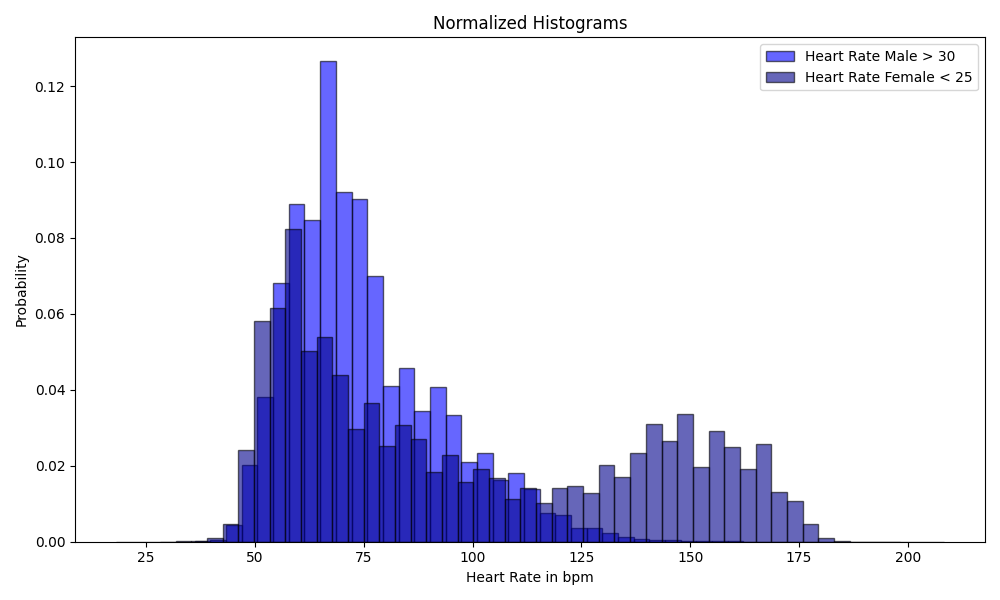 Normalized Histograms
Heart Rate Male > 30
Heart Rate Female < 25
0.12
0.10
0.08
0.06
0.04
0.02
0.00
Probability
25 50 75 100 125 150 175 200
Heart Rate in bpm